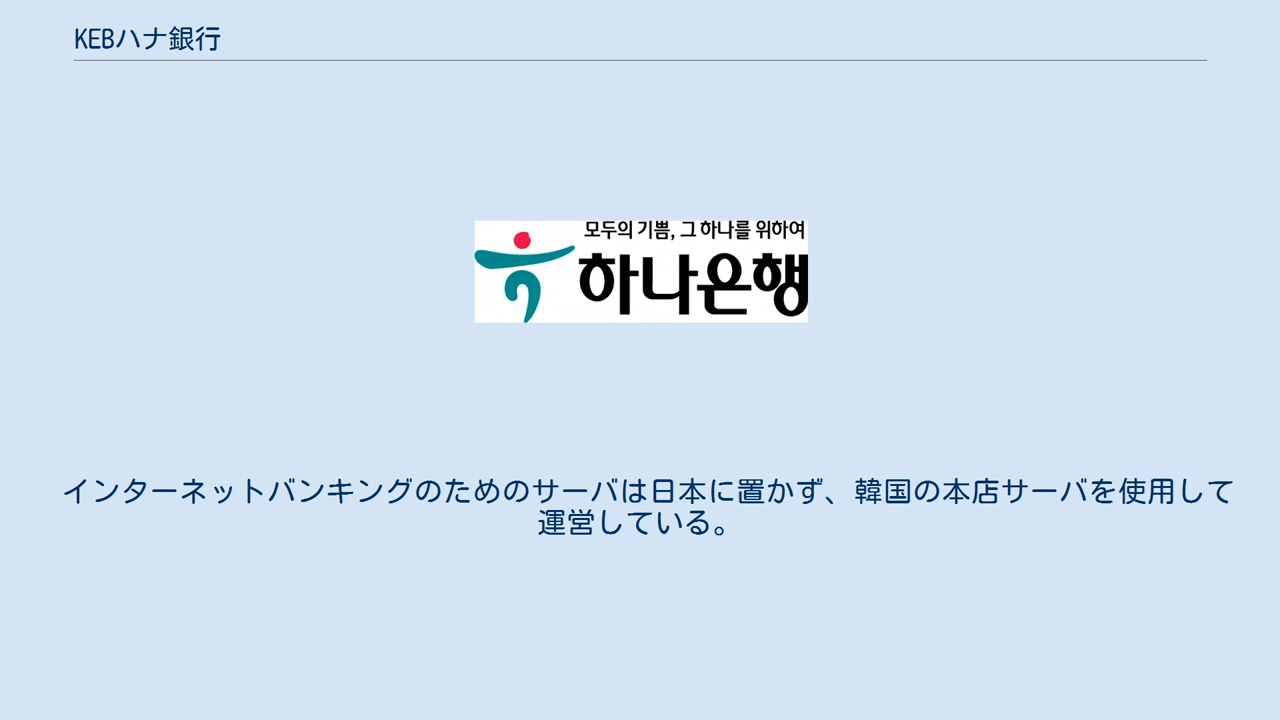 KEBハナ銀行
모두의 기쁨, 그 하나를 위하여
하나은행
インターネットバンキングのためのサーバは日本に置かず、韓国の本店サーバを使用して
運営している。